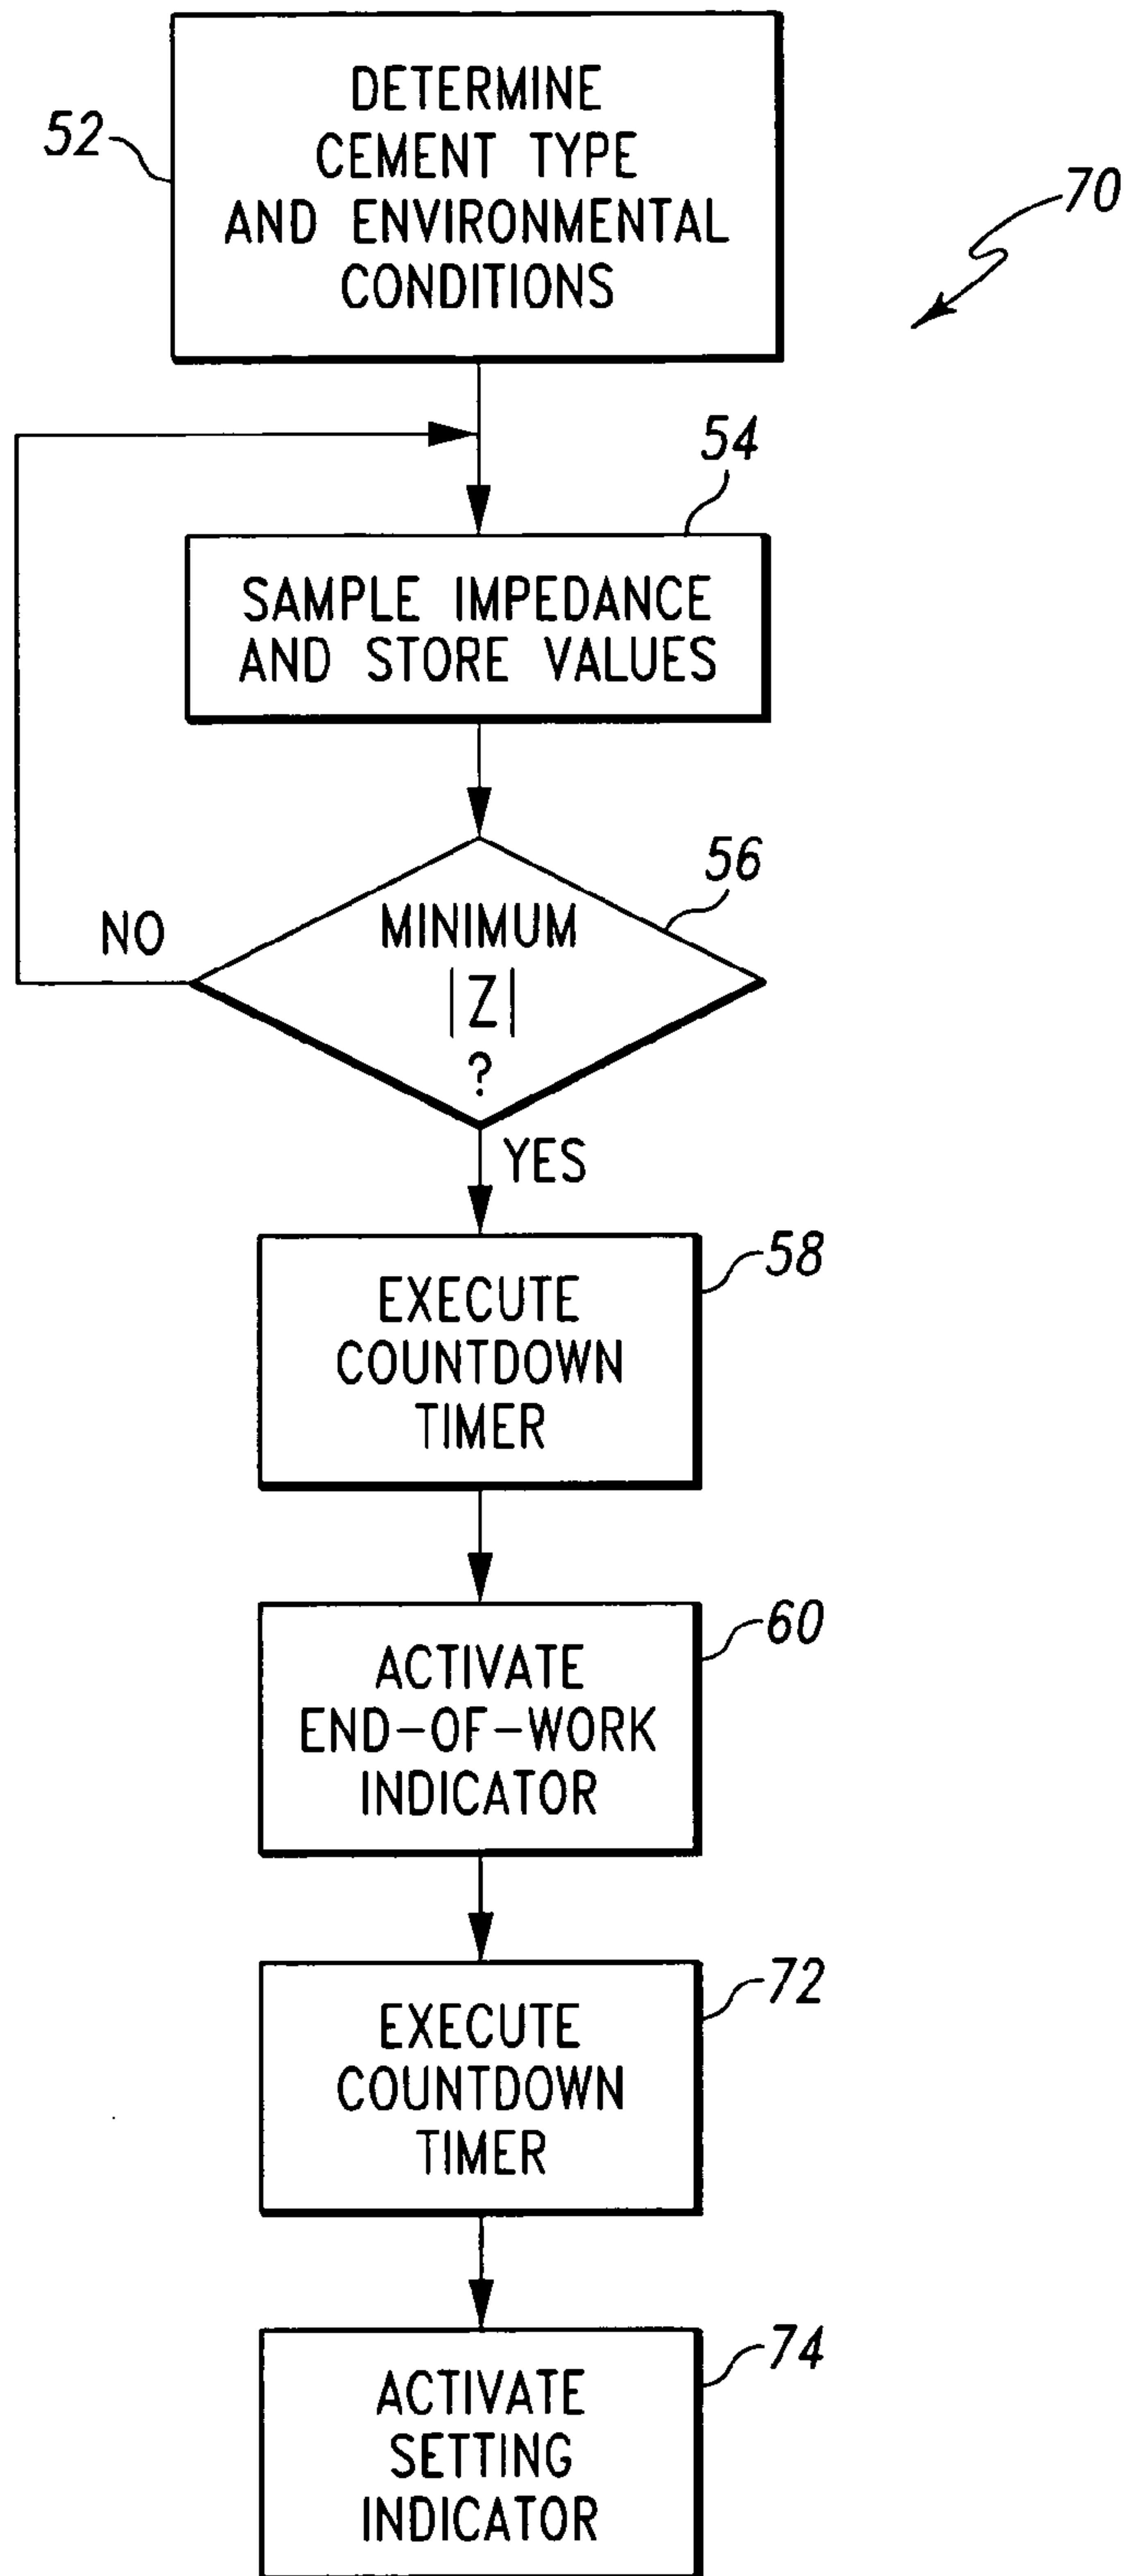 DETERMINE
CEMENT TYPE
AND ENVIRONMENTAL
CONDITIONS
52
70
54
SAMPLE IMPEDANCE
AND STORE VALUES
56
MINIMUM
|Z|
?
NO
YES
58
EXECUTE
COUNTDOWN
TIMER
60
ACTIVATE
END-OF-WORK
INDICATOR
72
EXECUTE
COUNTDOWN
TIMER
74
ACTIVATE
SETTING
INDICATOR